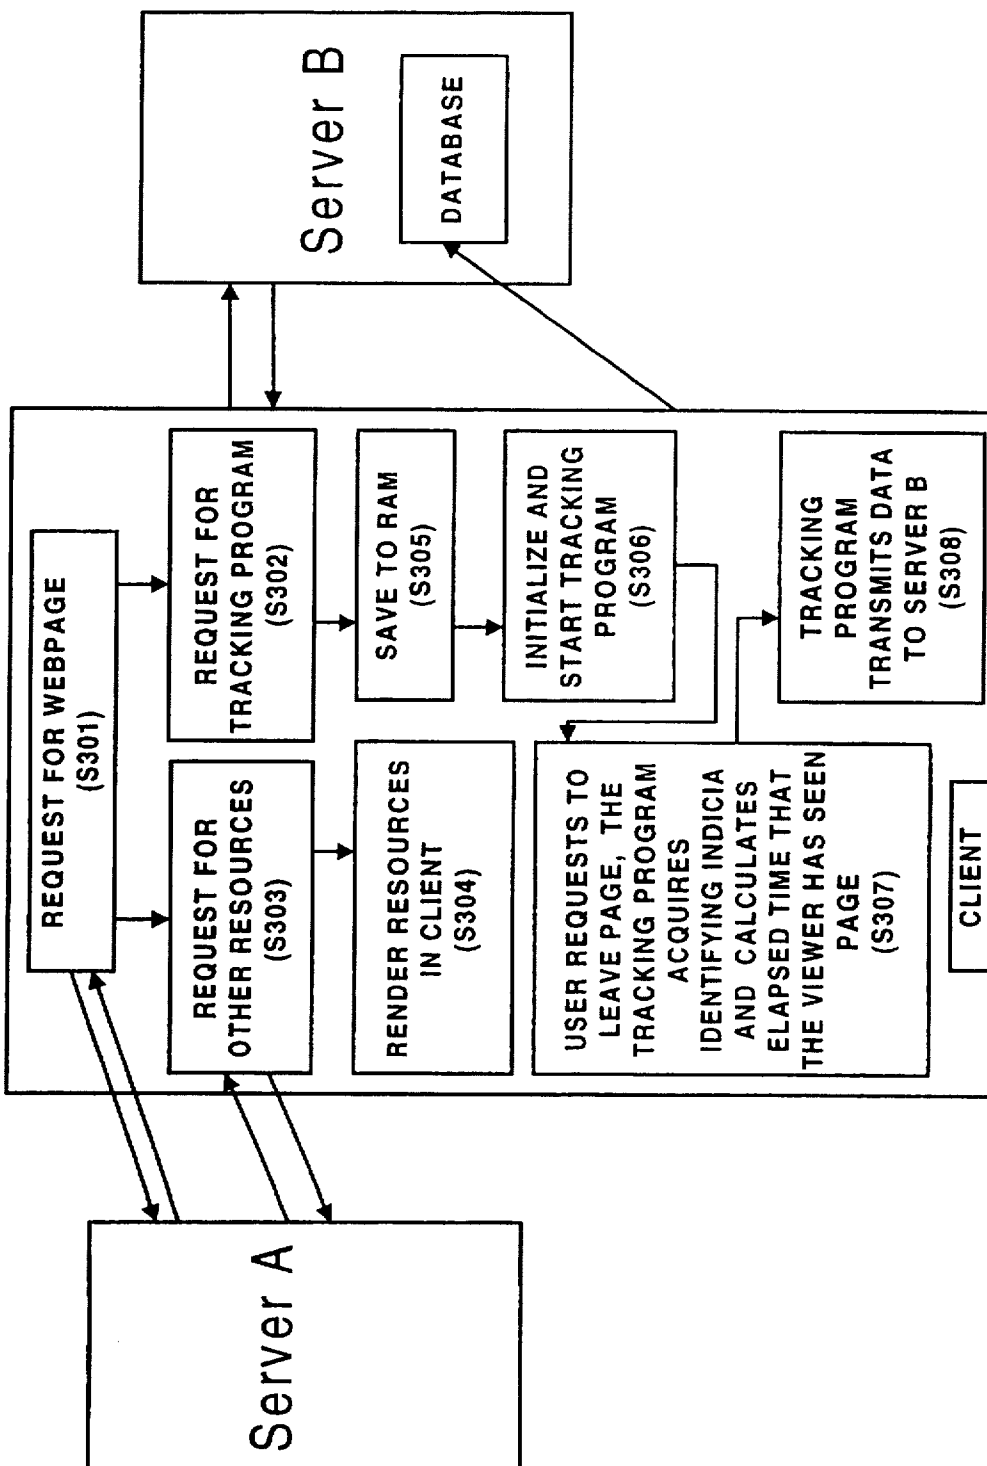 Server A
REQUEST FOR WEBPAGE
(S301)
REQUEST FOR
OTHER RESOURCES
(S303)
REQUEST FOR
TRACKING PROGRAM
(S302)
RENDER RESOURCES
IN CLIENT
(S304)
SAVE TO RAM
(S305)
INITIALIZE AND
START TRACKING
PROGRAM
(S306)
USER REQUESTS TO
LEAVE PAGE, THE
TRACKING PROGRAM
ACQUIRES
IDENTIFYING INDICIA
AND CALCULATES
ELAPSED TIME THAT
THE VIEWER HAS SEEN
PAGE
(S307)
TRACKING
PROGRAM
TRANSMITS DATA
TO SERVER B
(S308)
CLIENT
Server B
DATABASE